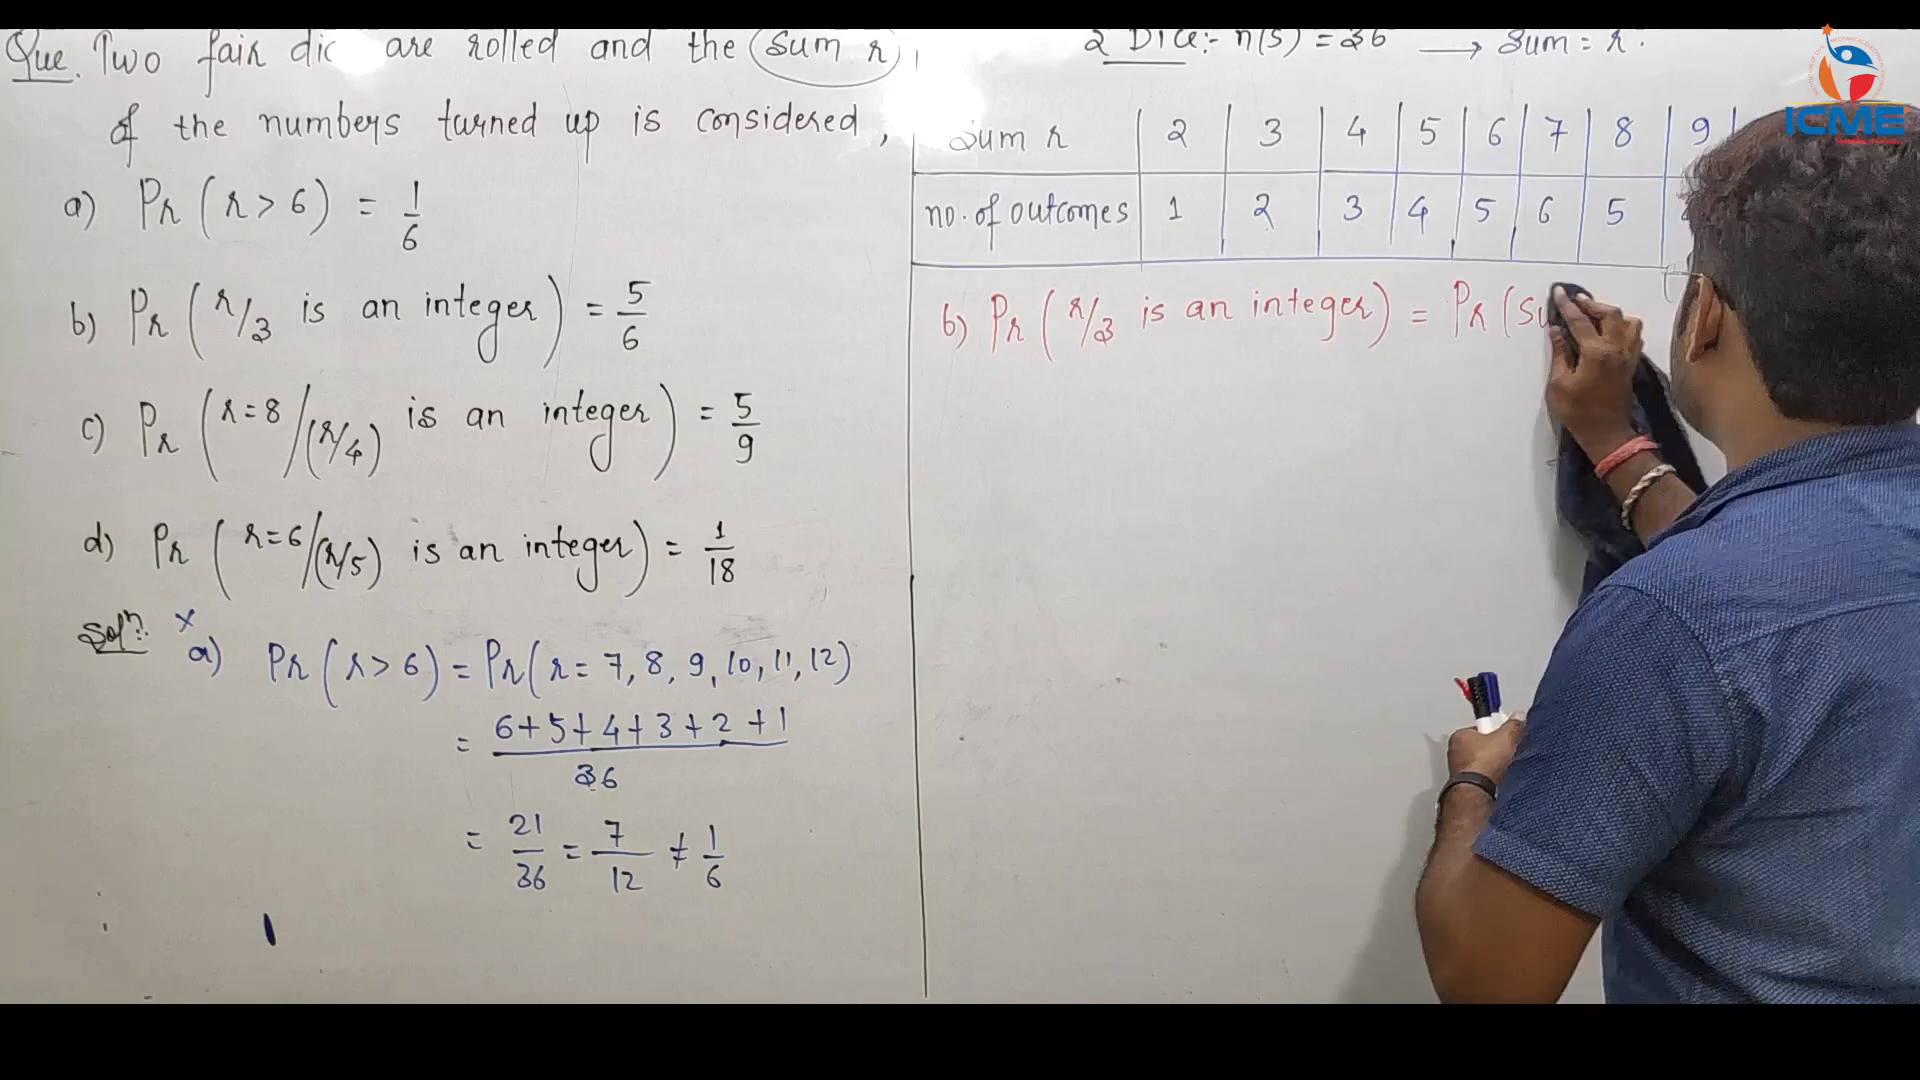 Que. Two fair dic are rolled and the sum r,
of the numbers turned up is considered,
a) Pr (r > 6) = 1/6
b) Pr (r/3 is an integer) = 5/6
c) Pr (r=8/(r/4) is an integer) = 5/9
d) Pr (r=6/(r/5) is an integer) = 1/18
Solⁿ. x
a) Pr (r > 6) = Pr (r = 7, 8, 9, 10, 11, 12)
= 6+5+4+3+2+1 / 36
= 21/36 = 7/12 ≠ 1/6
2 Dice:- n(s) = 36 → Sum = r.
Sum r | 2 | 3 | 4 | 5 | 6 | 7 | 8 | 9
no. of outcomes | 1 | 2 | 3 | 4 | 5 | 6 | 5
b) Pr (r/3 is an integer) = Pr (Su
ICME